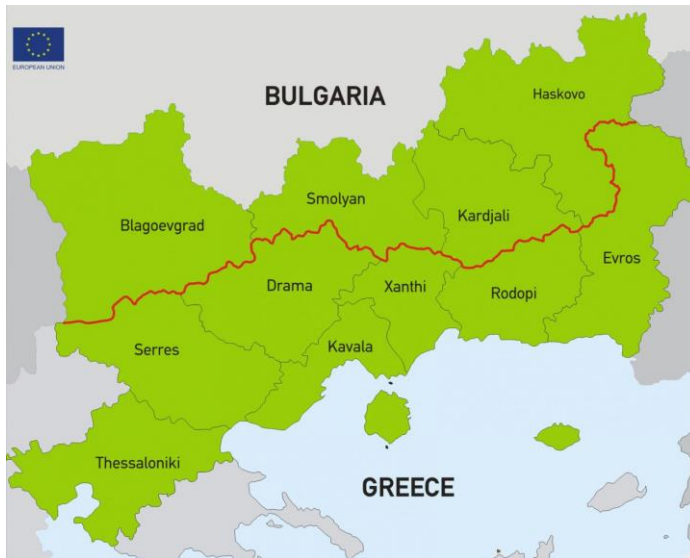 EUROPEAN UNION
BULGARIA
Haskovo
Smolyan
Blagoevgrad
Kardjali
Evros
Drama
Xanthi
Rodopi
Serres
Kavala
Thessaloniki
GREECE